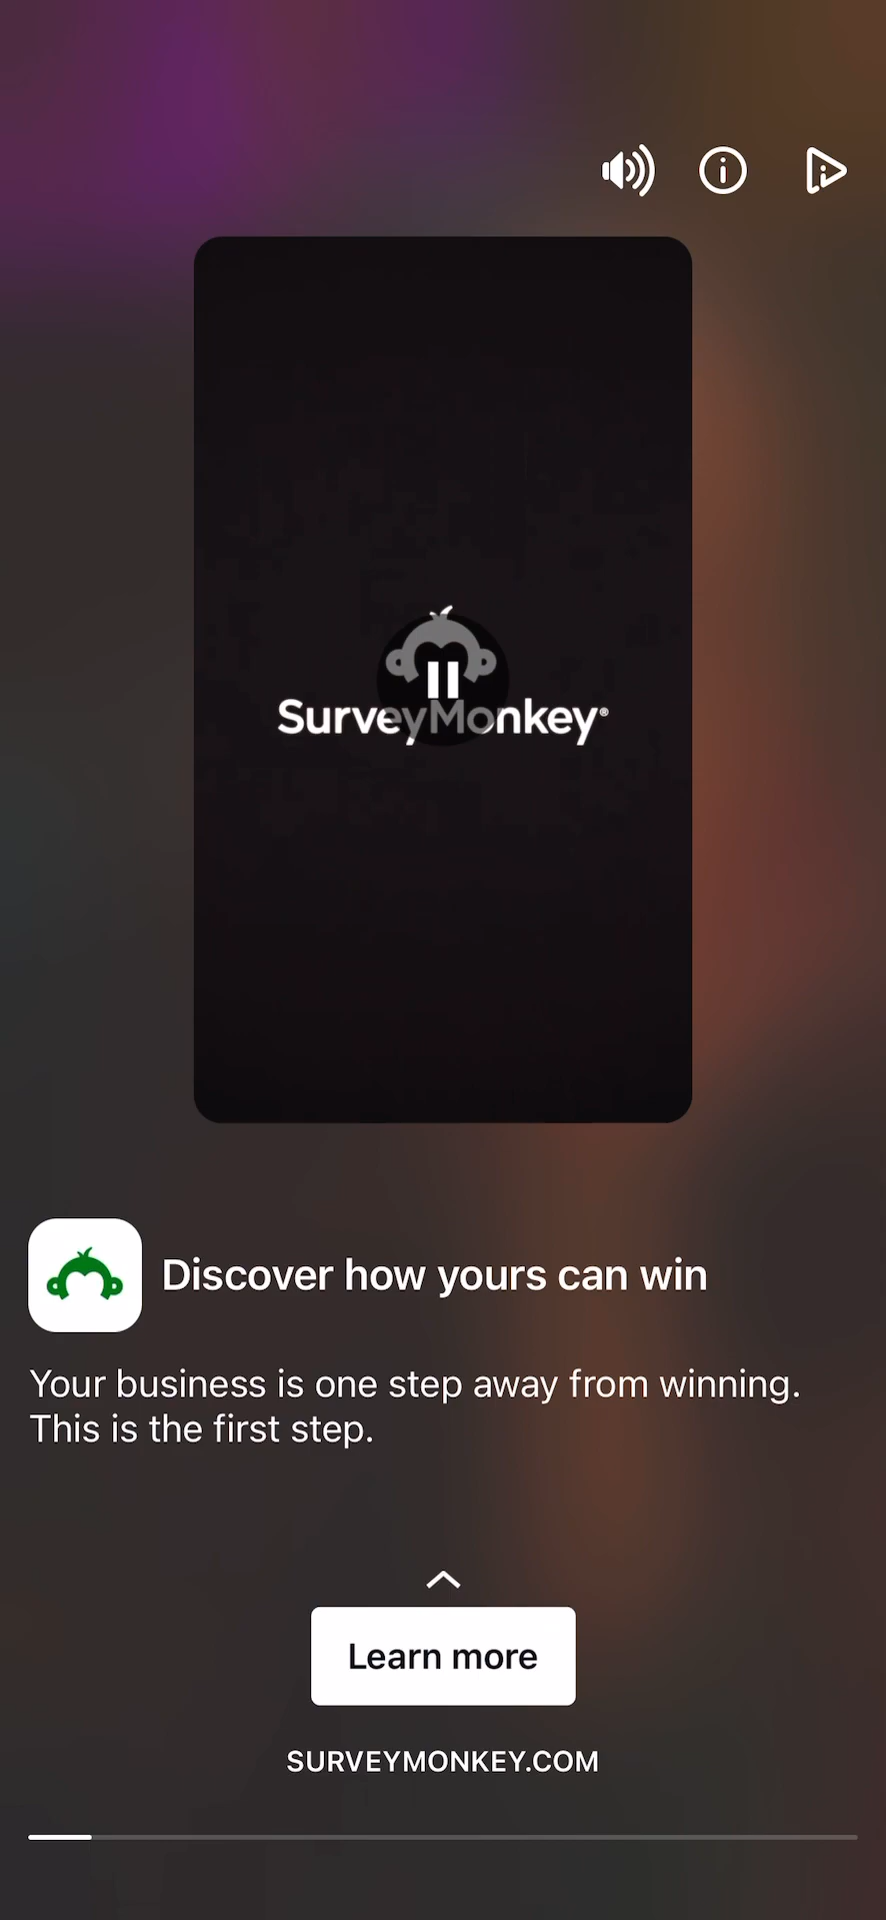 SurveyMonkey®
Discover how yours can win
Your business is one step away from winning.
This is the first step.
Learn more
SURVEYMONKEY.COM